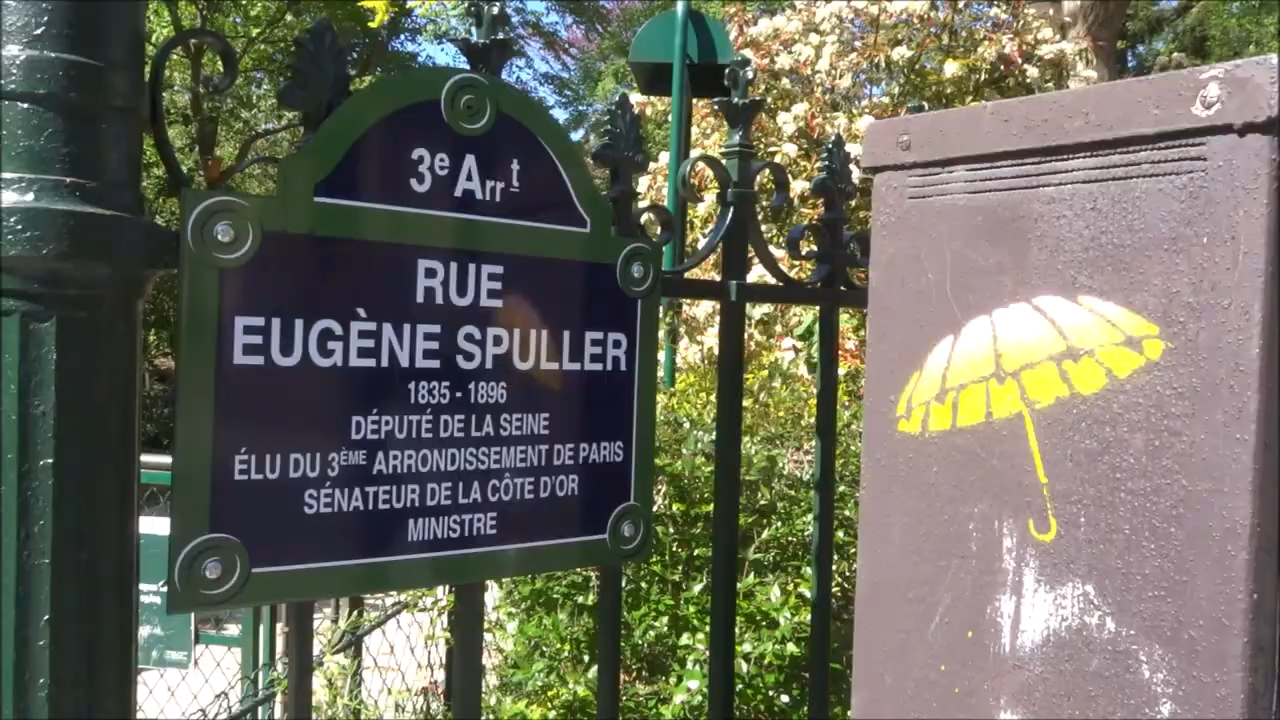 3e Arrt
RUE
EUGÈNE SPULLER
1835 - 1896
DÉPUTÉ DE LA SEINE
ÉLU DU 3ÈME ARRONDISSEMENT DE PARIS
SÉNATEUR DE LA CÔTE D'OR
MINISTRE